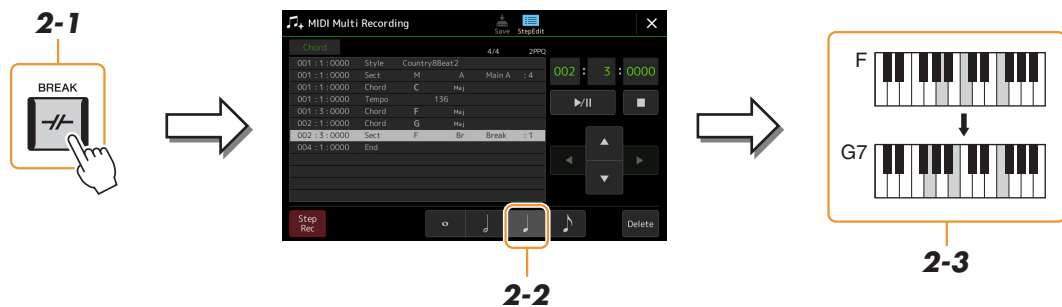 2-1
BREAK
MIDI Multi Recording
Save StepEdit
Chord 4/4 2PPQ
001 : 1 : 0000 Style Country8Beat2
001 : 1 : 0000 Sect M A Main A : 4
001 : 1 : 0000 Chord C Maj
001 : 1 : 0000 Tempo 136
001 : 3 : 0000 Chord F Maj
002 : 1 : 0000 Chord G Maj
002 : 3 : 0000 Sect F Br Break : 1
004 : 1 : 0000 End
002 : 3 : 0000
Step
Rec
Delete
2-2
F
G7
2-3